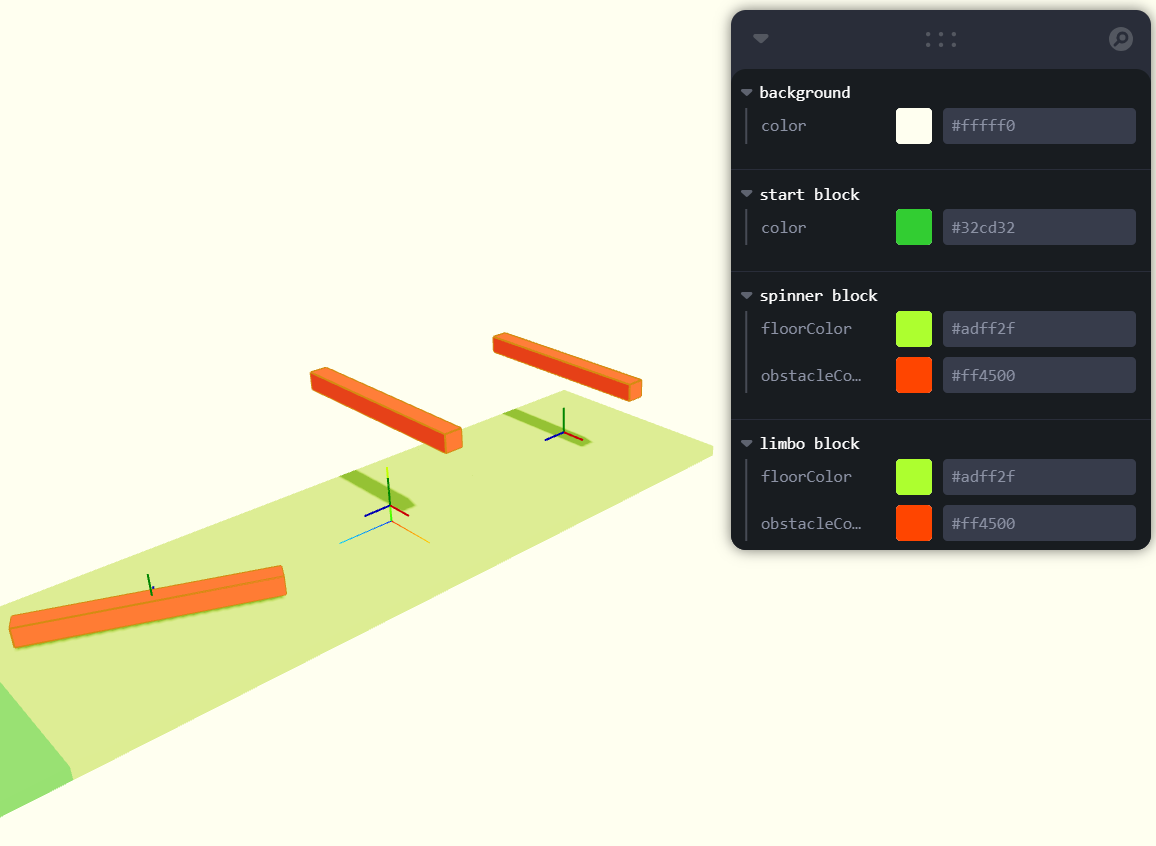 background
color #fffff0
start block
color #32cd32
spinner block
floorColor #adff2f
obstacleCo… #ff4500
limbo block
floorColor #adff2f
obstacleCo… #ff4500